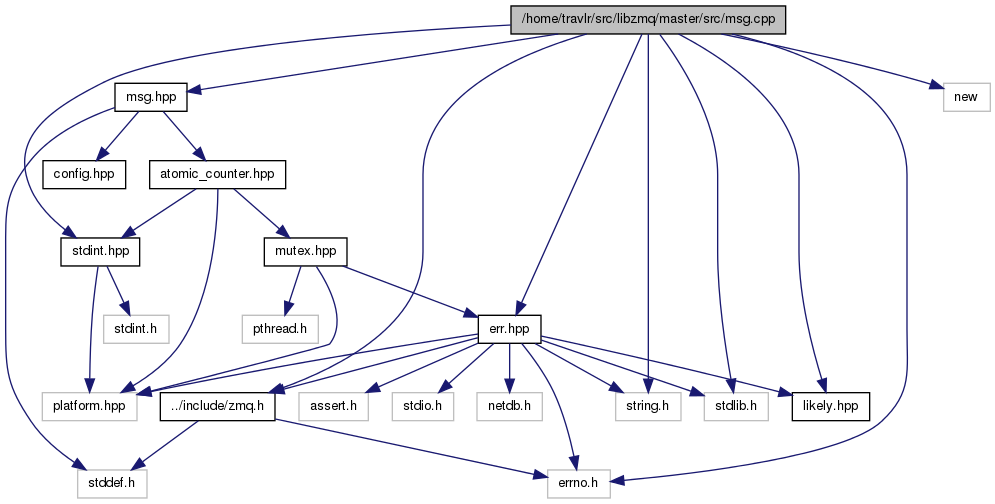 /home/travlr/src/libzmq/master/src/msg.cpp
msg.hpp
new
config.hpp
atomic_counter.hpp
stdint.hpp
mutex.hpp
stdint.h
pthread.h
err.hpp
platform.hpp
../include/zmq.h
assert.h
stdio.h
netdb.h
string.h
stdlib.h
likely.hpp
stddef.h
errno.h